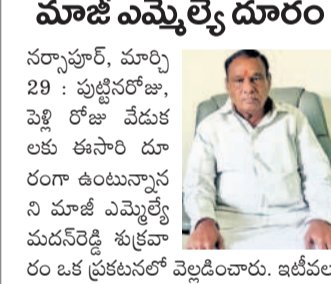 మాజీ ఎమ్మెల్యే దూరం
నర్సాపూర్, మార్చి
29 : పుట్టినరోజు,
పెళ్లి రోజు వేడుక
లకు ఈసారి దూ
రంగా ఉంటున్నాన
ని మాజీ ఎమ్మెల్యే
మదన్‌రెడ్డి శుక్రవా
రం ఒక ప్రకటనలో వెల్లడించారు. ఇటీవల